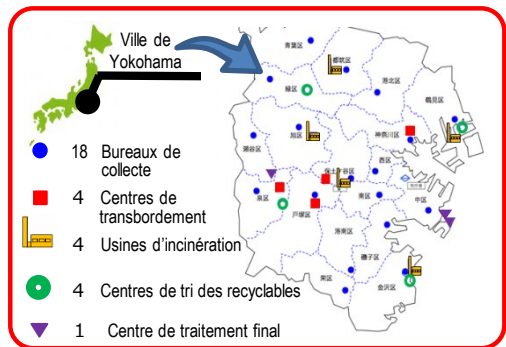 Ville de
Yokohama
18 Bureaux de
collecte
4 Centres de
transbordement
4 Usines d'incinération
4 Centres de tri des recyclables
1 Centre de traitement final
青葉区
都筑区
港北区
緑区
鶴見区
旭区
神奈川区
瀬谷区
西区
保土ケ谷区
泉区
南区
中区
戸塚区
港南区
磯子区
栄区
金沢区